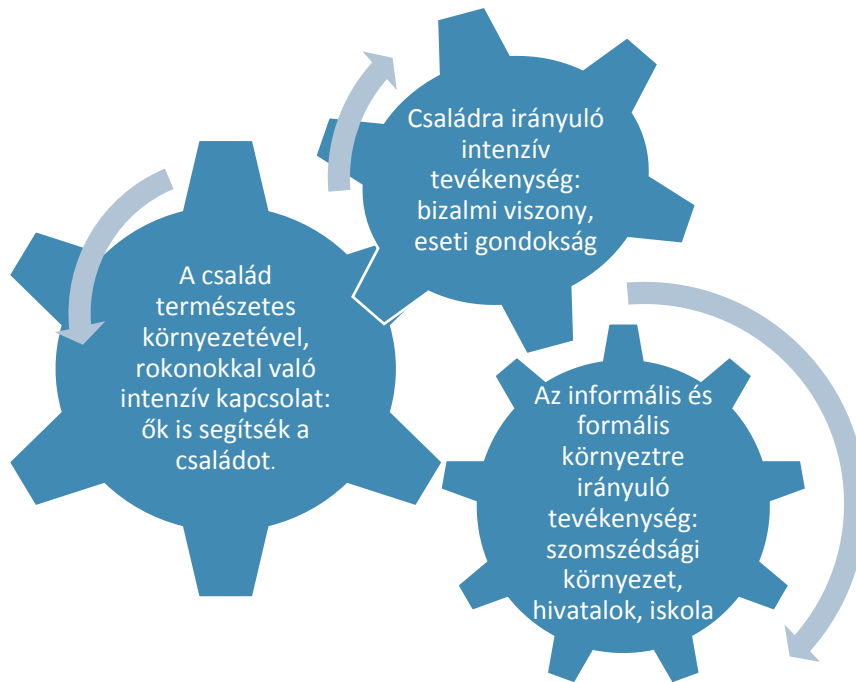 Családra irányuló
intenzív
tevékenység:
bizalmi viszony,
eseti gondokság
A család
természetes
környezetével,
rokonokkal való
intenzív kapcsolat:
ők is segítsék a
családot.
Az informális és
formális
környeztre
irányuló
tevékenység:
szomszédsági
környezet,
hivatalok, iskola